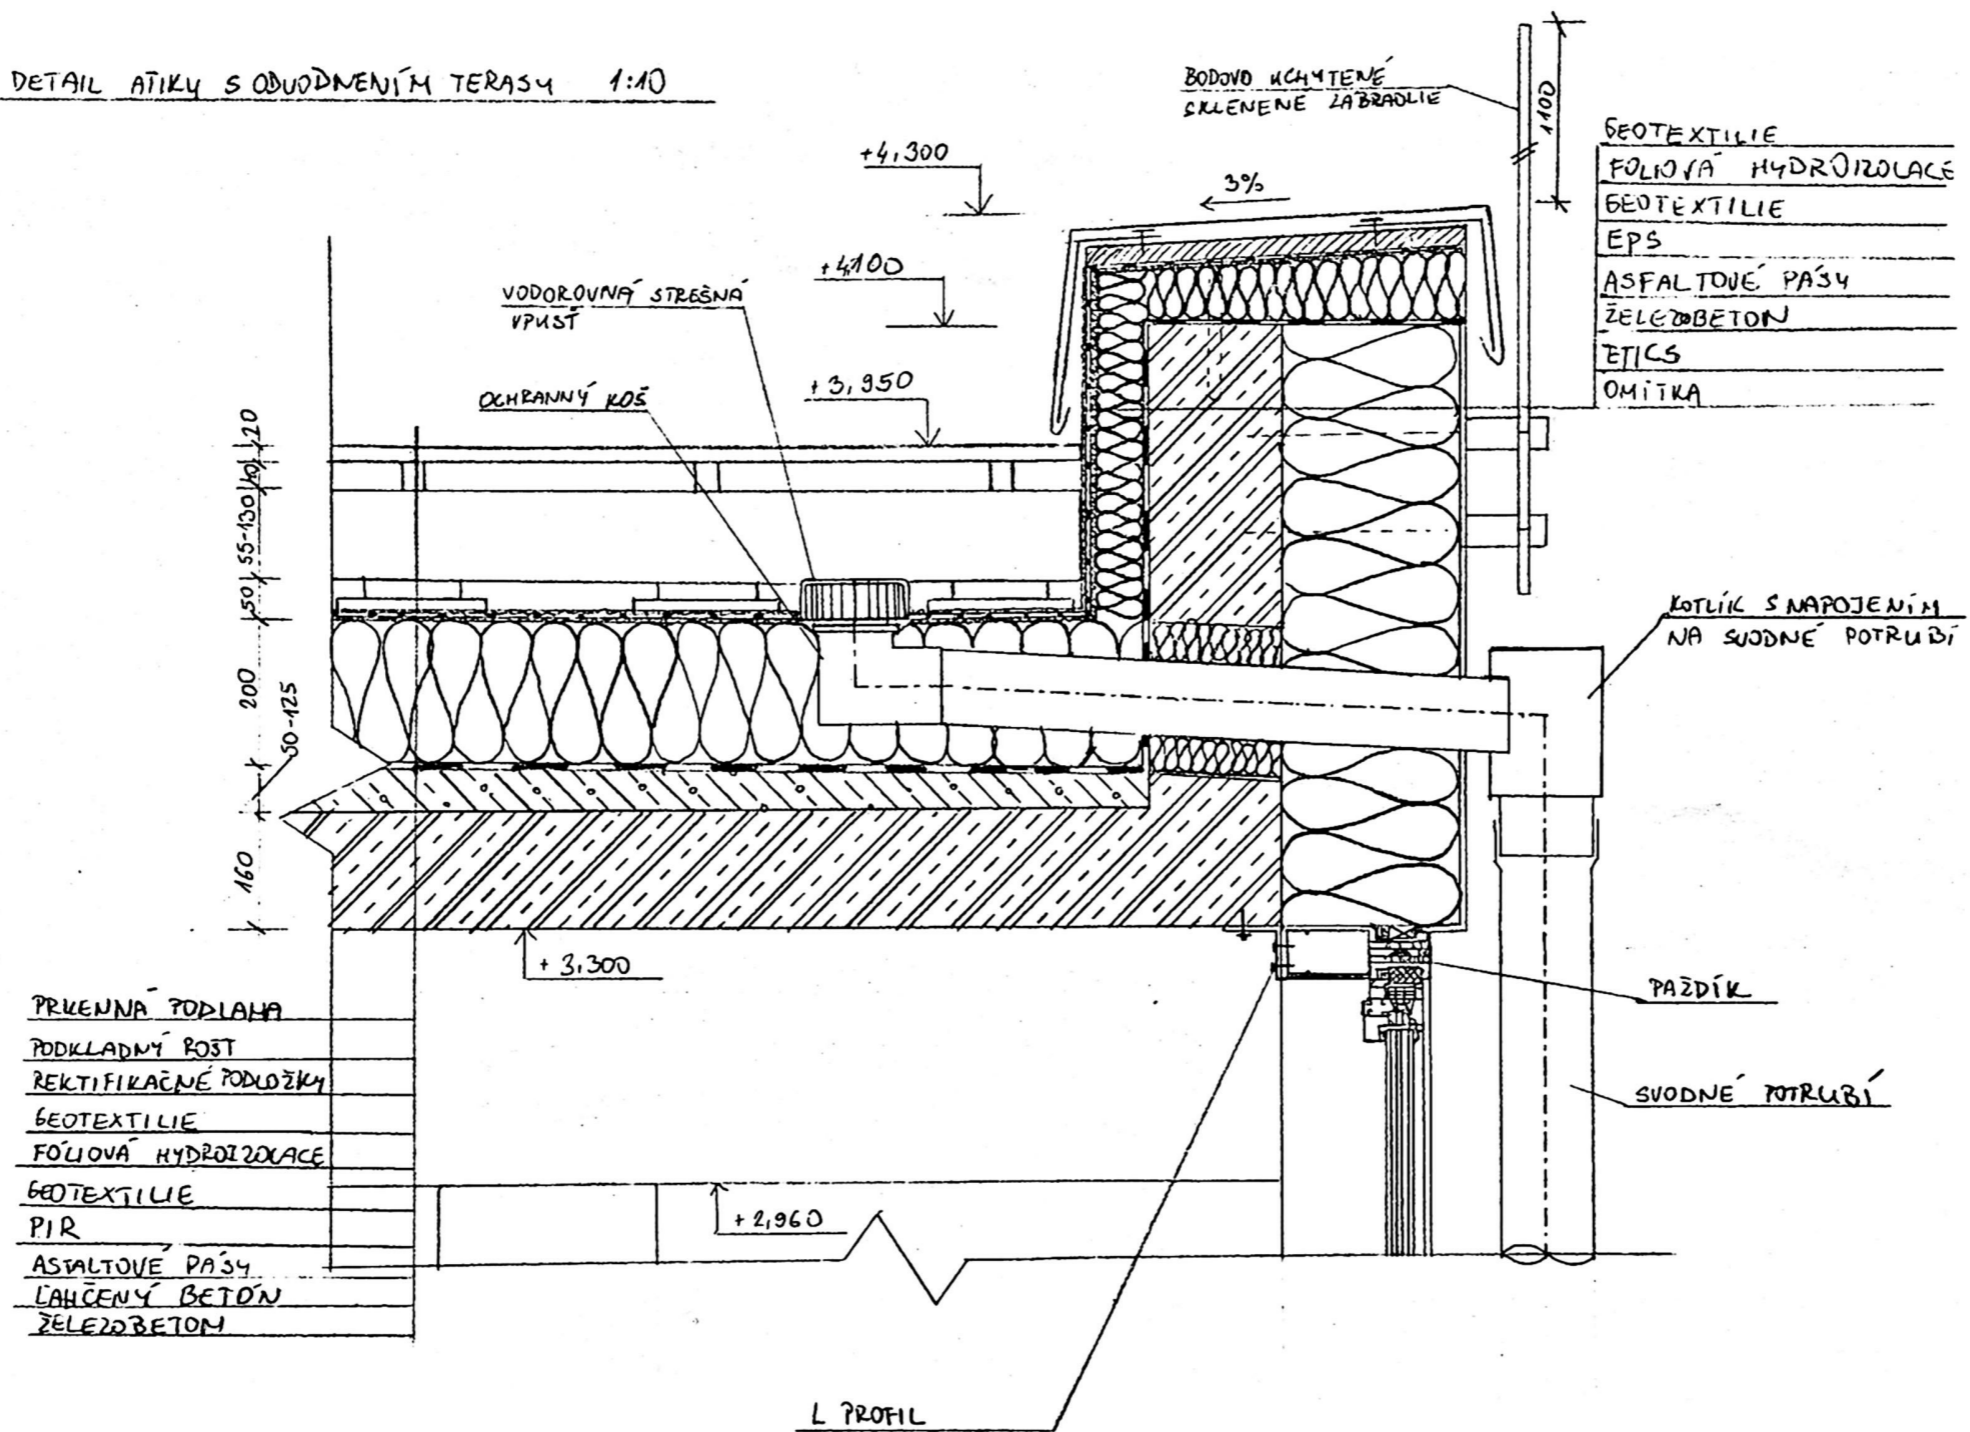 DETAIL ATIKY S ODVODNENÍM TERASY 1:10
BODOVO UCHYTENÉ
SKLENENÉ ZÁBRADLIE
1100
GEOTEXTILIE
FOLIOVÁ HYDROIZOLACE
GEOTEXTILIE
EPS
ASFALTOVÉ PÁSY
ŽELEZOBETON
ETICS
OMÍTKA
+4,300
3%
+4,100
VODOROVNÁ STREŠNÁ
VPUSŤ
+3,950
OCHRANNÝ KOŠ
20
40
55-130
50
200
50-125
160
KOTLÍK S NAPOJENÍM
NA SVODNÉ POTRUBÍ
+3,300
PAŽDÍK
SVODNÉ POTRUBÍ
PRKENNÁ PODLAHA
PODKLADNÝ ROŠT
REKTIFIKAČNÉ PODLOŽKY
GEOTEXTILIE
FÓLIOVÁ HYDROIZOLACE
GEOTEXTILIE
PIR
ASFALTOVÉ PÁSY
ĽAHČENÝ BETÓN
ŽELEZOBETON
+2,960
L PROFIL